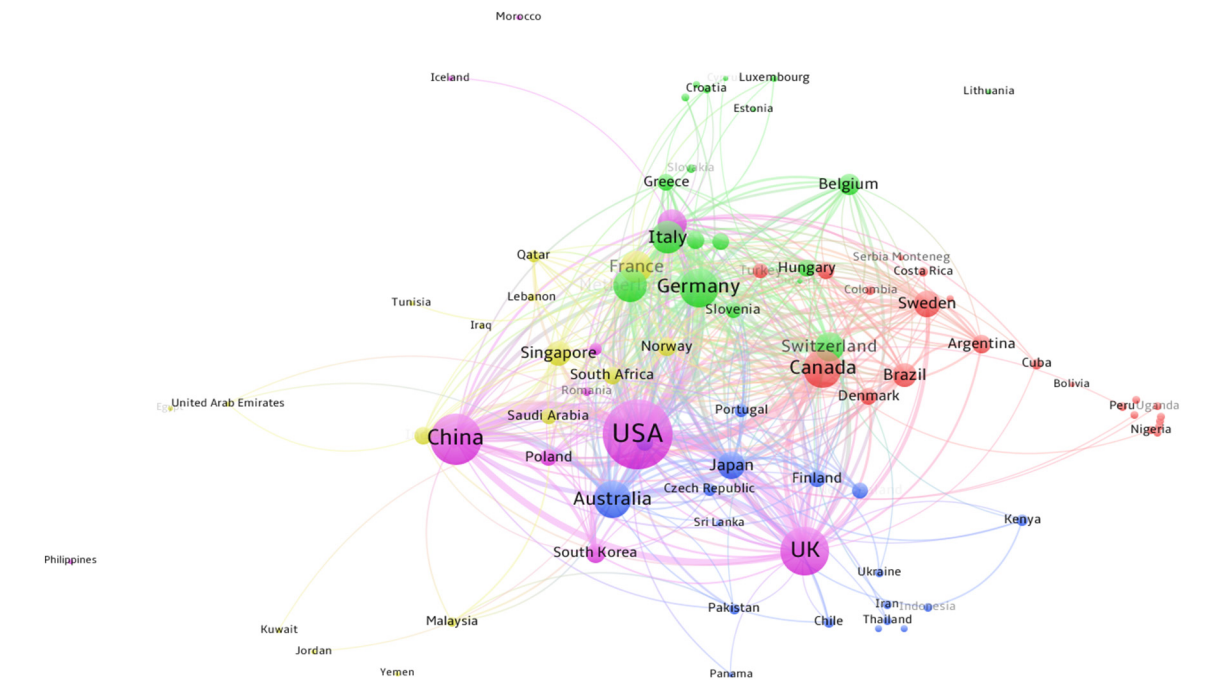 Morocco
Iceland
Croatia
Luxembourg
Estonia
Lithuania
Slovakia
Greece
Belgium
Italy
Qatar
France
Turkey
Hungary
Serbia Monteneg
Costa Rica
Germany
Colombia
Lebanon
Tunisia
Sweden
Slovenia
Iraq
Singapore
Norway
Switzerland
Argentina
Canada
Cuba
South Africa
Brazil
Bolivia
Romania
Denmark
Egypt
United Arab Emirates
Saudi Arabia
Portugal
Peru
Uganda
Nigeria
China
USA
Poland
Japan
Finland
Czech Republic
Australia
Sri Lanka
Kenya
South Korea
UK
Philippines
Ukraine
Iran
Indonesia
Pakistan
Chile
Thailand
Malaysia
Kuwait
Jordan
Yemen
Panama